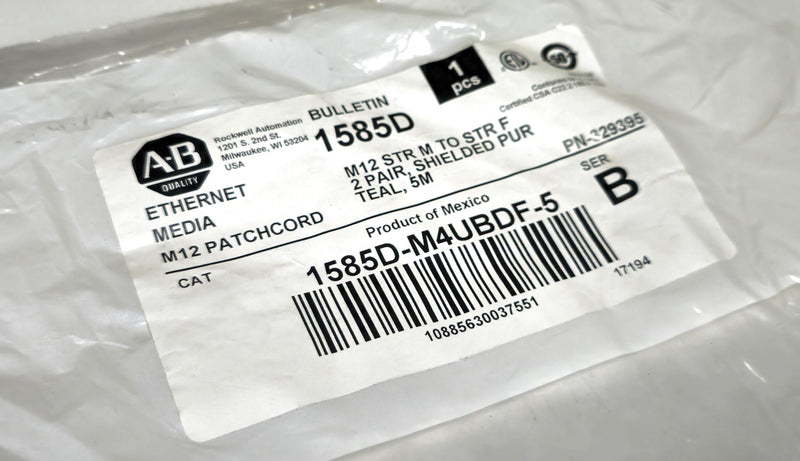 A-B
QUALITY
Rockwell Automation
1201 S. 2nd St.
Milwaukee, WI 53204
USA
BULLETIN
1585D
1
pcs
ETHERNET
MEDIA
M12 PATCHCORD
M12 STR M TO STR F
2 PAIR, SHIELDED PUR
TEAL, 5M
PN-329395
Product of Mexico
SER
B
CAT
1585D-M4UBDF-5
10885630037551
17194